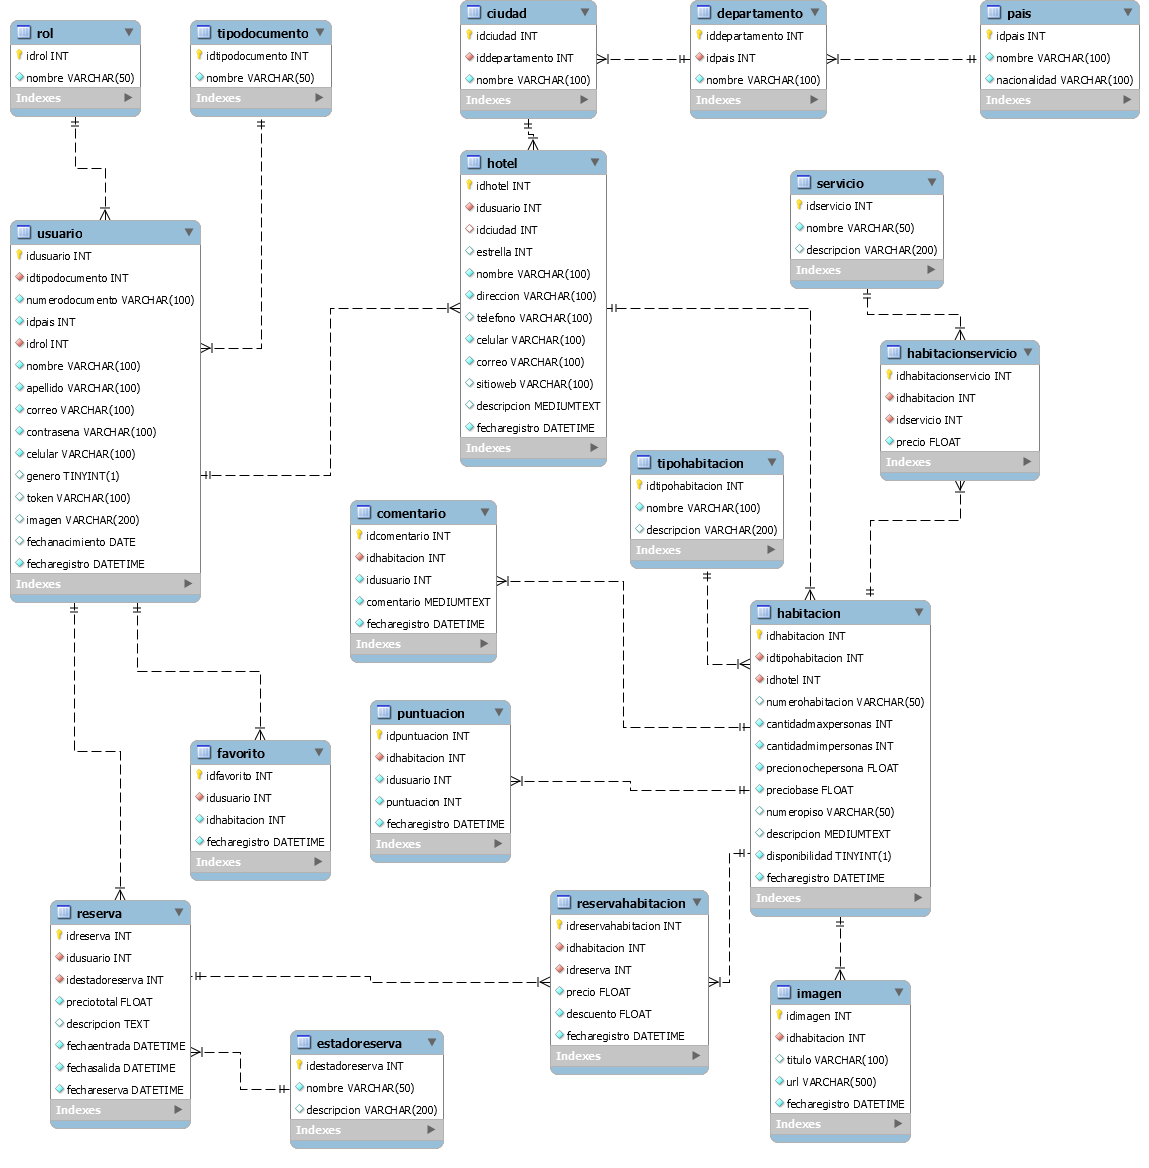 rol
idrol INT
nombre VARCHAR(50)
Indexes
tipodocumento
idtipodocumento INT
nombre VARCHAR(50)
Indexes
ciudad
idciudad INT
iddepartamento INT
nombre VARCHAR(100)
Indexes
departamento
iddepartamento INT
idpais INT
nombre VARCHAR(100)
Indexes
pais
idpais INT
nombre VARCHAR(100)
nacionalidad VARCHAR(100)
Indexes
usuario
idusuario INT
idtipodocumento INT
numerodocumento VARCHAR(100)
idpais INT
idrol INT
nombre VARCHAR(100)
apellido VARCHAR(100)
correo VARCHAR(100)
contrasena VARCHAR(100)
celular VARCHAR(100)
genero TINYINT(1)
token VARCHAR(100)
imagen VARCHAR(200)
fechanacimiento DATE
fecharegistro DATETIME
Indexes
hotel
idhotel INT
idusuario INT
idciudad INT
estrella INT
nombre VARCHAR(100)
direccion VARCHAR(100)
telefono VARCHAR(100)
celular VARCHAR(100)
correo VARCHAR(100)
sitioweb VARCHAR(100)
descripcion MEDIUMTEXT
fecharegistro DATETIME
Indexes
servicio
idservicio INT
nombre VARCHAR(50)
descripcion VARCHAR(200)
Indexes
habitacionservicio
idhabitacionservicio INT
idhabitacion INT
idservicio INT
precio FLOAT
Indexes
tipohabitacion
idtipohabitacion INT
nombre VARCHAR(100)
descripcion VARCHAR(200)
Indexes
comentario
idcomentario INT
idhabitacion INT
idusuario INT
comentario MEDIUMTEXT
fecharegistro DATETIME
Indexes
habitacion
idhabitacion INT
idtipohabitacion INT
idhotel INT
numerohabitacion VARCHAR(50)
cantidadmaxpersonas INT
cantidadmimpersonas INT
precionochepersona FLOAT
preciobase FLOAT
numeropiso VARCHAR(50)
descripcion MEDIUMTEXT
disponibilidad TINYINT(1)
fecharegistro DATETIME
Indexes
puntuacion
idpuntuacion INT
idhabitacion INT
idusuario INT
puntuacion INT
fecharegistro DATETIME
Indexes
favorito
idfavorito INT
idusuario INT
idhabitacion INT
fecharegistro DATETIME
Indexes
reserva
idreserva INT
idusuario INT
idestadoreserva INT
preciototal FLOAT
descripcion TEXT
fechaentrada DATETIME
fechasalida DATETIME
fechareserva DATETIME
Indexes
reservahabitacion
idreservahabitacion INT
idhabitacion INT
idreserva INT
precio FLOAT
descuento FLOAT
fecharegistro DATETIME
Indexes
imagen
idimagen INT
idhabitacion INT
titulo VARCHAR(100)
url VARCHAR(500)
fecharegistro DATETIME
Indexes
estadoreserva
idestadoreserva INT
nombre VARCHAR(50)
descripcion VARCHAR(200)
Indexes